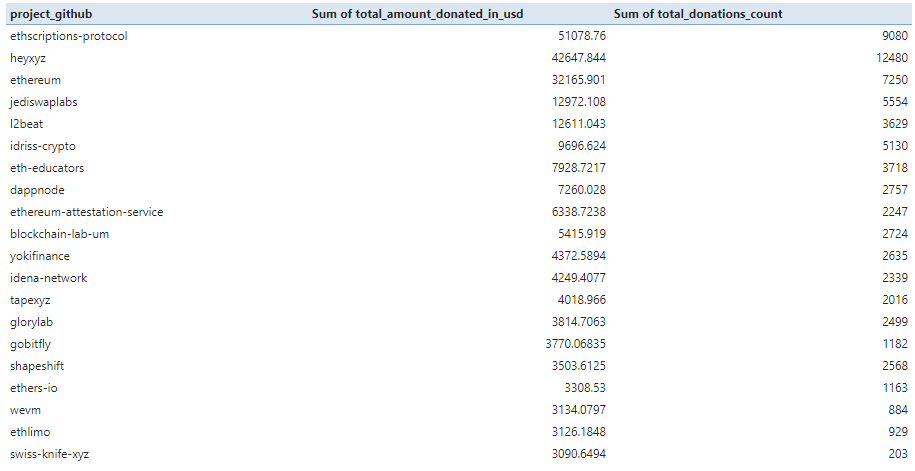 project_github Sum of total_amount_donated_in_usd Sum of total_donations_count
ethscriptions-protocol 51078.76 9080
heyxyz 42647.844 12480
ethereum 32165.901 7250
jediswaplabs 12972.108 5554
l2beat 12611.043 3629
idriss-crypto 9696.624 5130
eth-educators 7928.7217 3718
dappnode 7260.028 2757
ethereum-attestation-service 6338.7238 2247
blockchain-lab-um 5415.919 2724
yokifinance 4372.5894 2635
idena-network 4249.4077 2339
tapexyz 4018.966 2016
glorylab 3814.7063 2499
gobitfly 3770.06835 1182
shapeshift 3503.6125 2568
ethers-io 3308.53 1163
wevm 3134.0797 884
ethlimo 3126.1848 929
swiss-knife-xyz 3090.6494 203